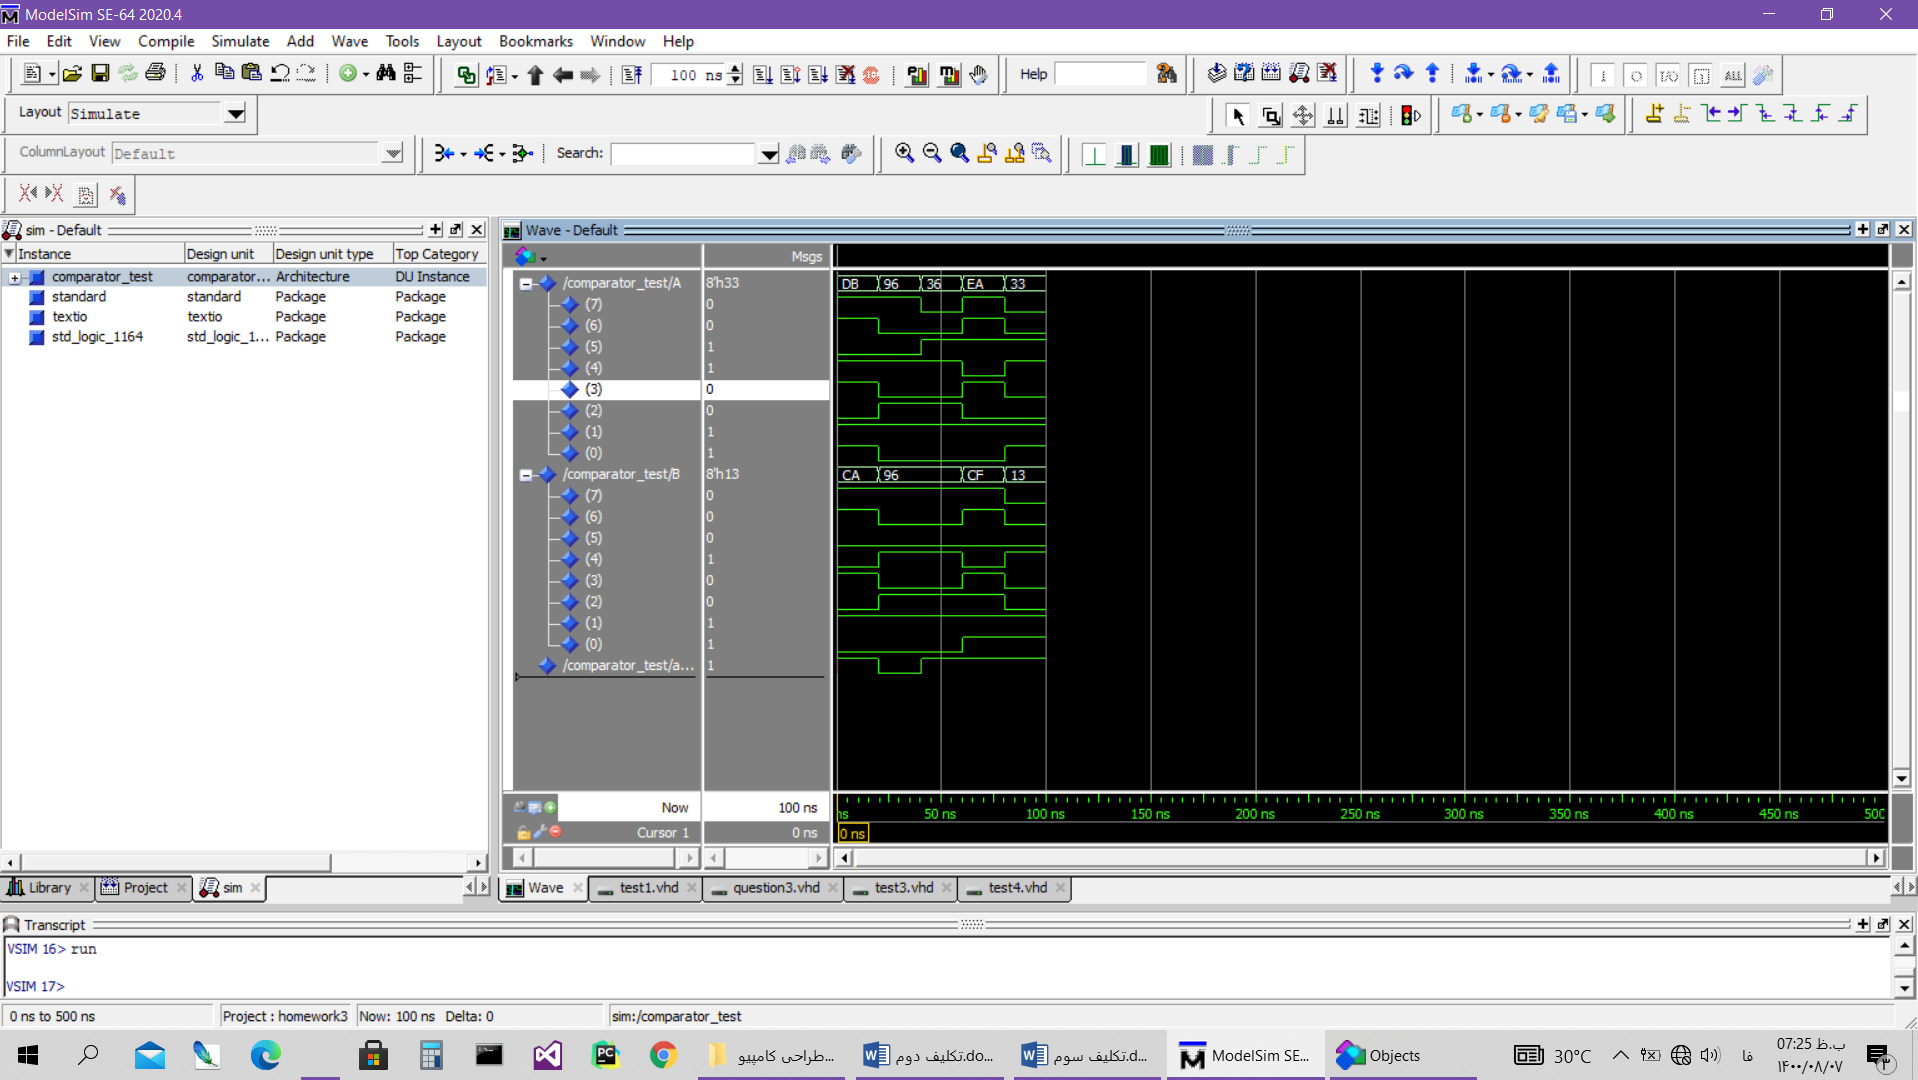 ModelSim SE-64 2020.4
File Edit View Compile Simulate Add Wave Tools Layout Bookmarks Window Help
100 ns Help
Layout Simulate
ColumnLayout Default Search:
sim - Default
Instance Design unit Design unit type Top Category
comparator_test comparator... Architecture DU Instance
standard standard Package Package
textio textio Package Package
std_logic_1164 std_logic_1... Package Package
Wave - Default
Msgs
/comparator_test/A 8'h33 DB 96 36 EA 33
(7) 0
(6) 0
(5) 1
(4) 1
(3) 0
(2) 0
(1) 1
(0) 1
/comparator_test/B 8'h13 CA 96 CF 13
(7) 0
(6) 0
(5) 0
(4) 1
(3) 0
(2) 0
(1) 1
(0) 1
/comparator_test/a... 1
Now 100 ns
ns 50 ns 100 ns 150 ns 200 ns 250 ns 300 ns 350 ns 400 ns 450 ns 500
Cursor 1 0 ns 0 ns
Library Project sim
Wave test1.vhd question3.vhd test3.vhd test4.vhd
Transcript
VSIM 16> run
VSIM 17>
0 ns to 500 ns Project : homework3 Now: 100 ns Delta: 0 sim:/comparator_test
طراحی کامپیو...
تکلیف دوم.do...
تکلیف سوم.d...
ModelSim SE...
Objects
30°C
فا
07:25 ب.ظ
۱۴۰۰/۰۸/۰۷
۳